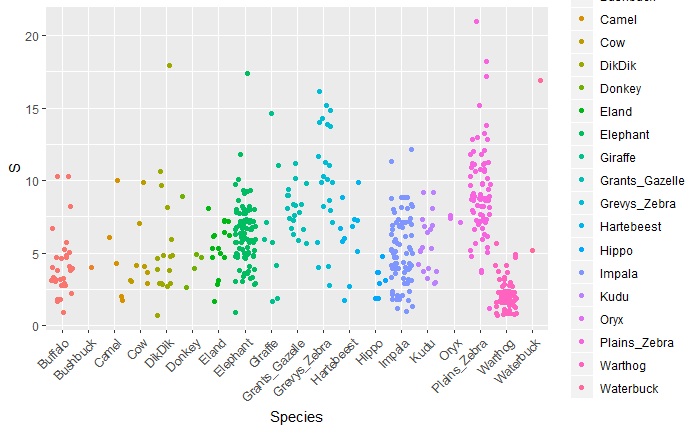 20
15
10
5
0
S
Buffalo
Bushbuck
Camel
Cow
DikDik
Donkey
Eland
Elephant
Giraffe
Grants_Gazalle
Grevys_Zebra
Hartebeest
Hippo
Impala
Kudu
Oryx
Plains_Zebra
Warthog
Waterbuck
Species
Camel
Cow
DikDik
Donkey
Eland
Elephant
Giraffe
Grants_Gazelle
Grevys_Zebra
Hartebeest
Hippo
Impala
Kudu
Oryx
Plains_Zebra
Warthog
Waterbuck